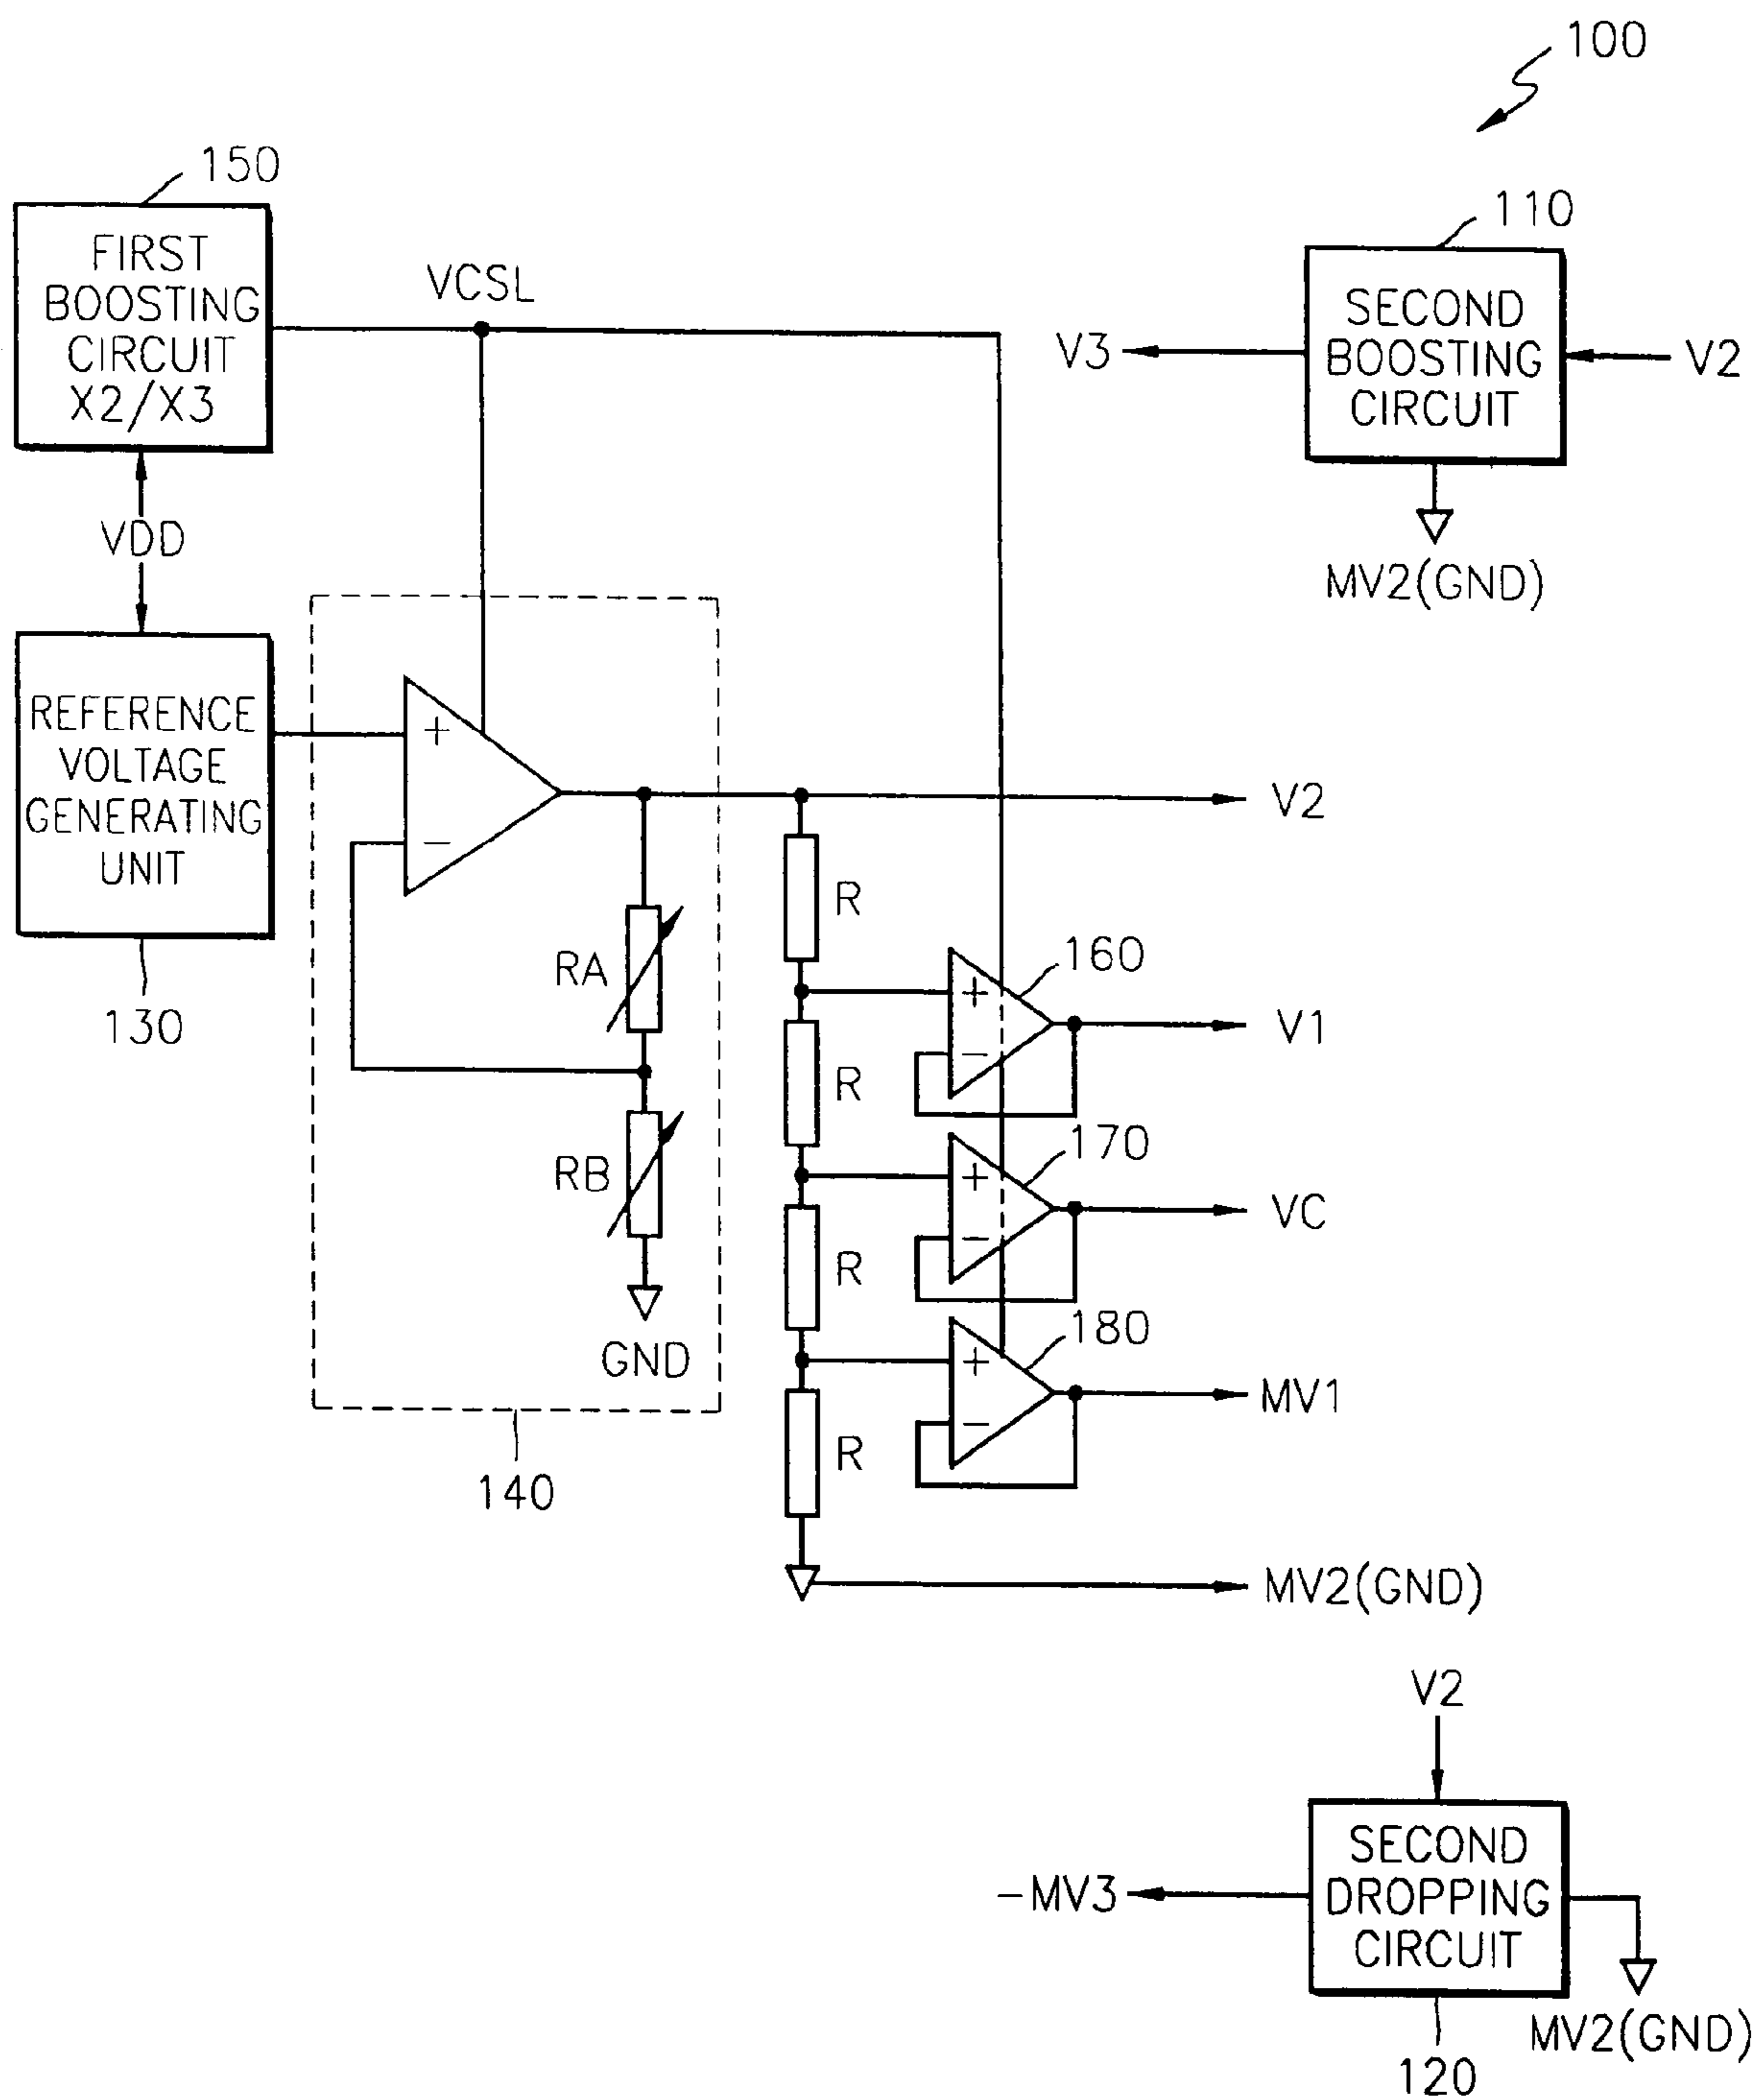 100
150
FIRST
BOOSTING
CIRCUIT
X2/X3
VCSL
110
SECOND
BOOSTING
CIRCUIT
V3
V2
MV2(GND)
VDD
REFERENCE
VOLTAGE
GENERATING
UNIT
130
+
−
V2
RA
RB
GND
140
R
R
R
R
160
+
−
V1
170
+
−
VC
180
+
−
MV1
MV2(GND)
V2
SECOND
DROPPING
CIRCUIT
-MV3
MV2(GND)
120